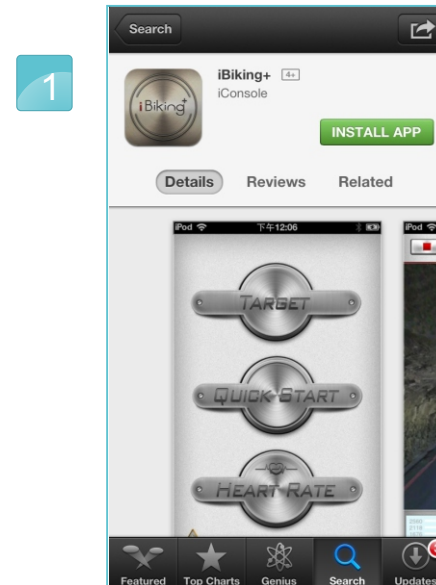 1
Search
iBiking+ 4+
iConsole
iBiking+
INSTALL APP
Details Reviews Related
iPod 下午12:06 iPod
TARGET
QUICK START
HEART RATE
Featured Top Charts Genius Search Updates